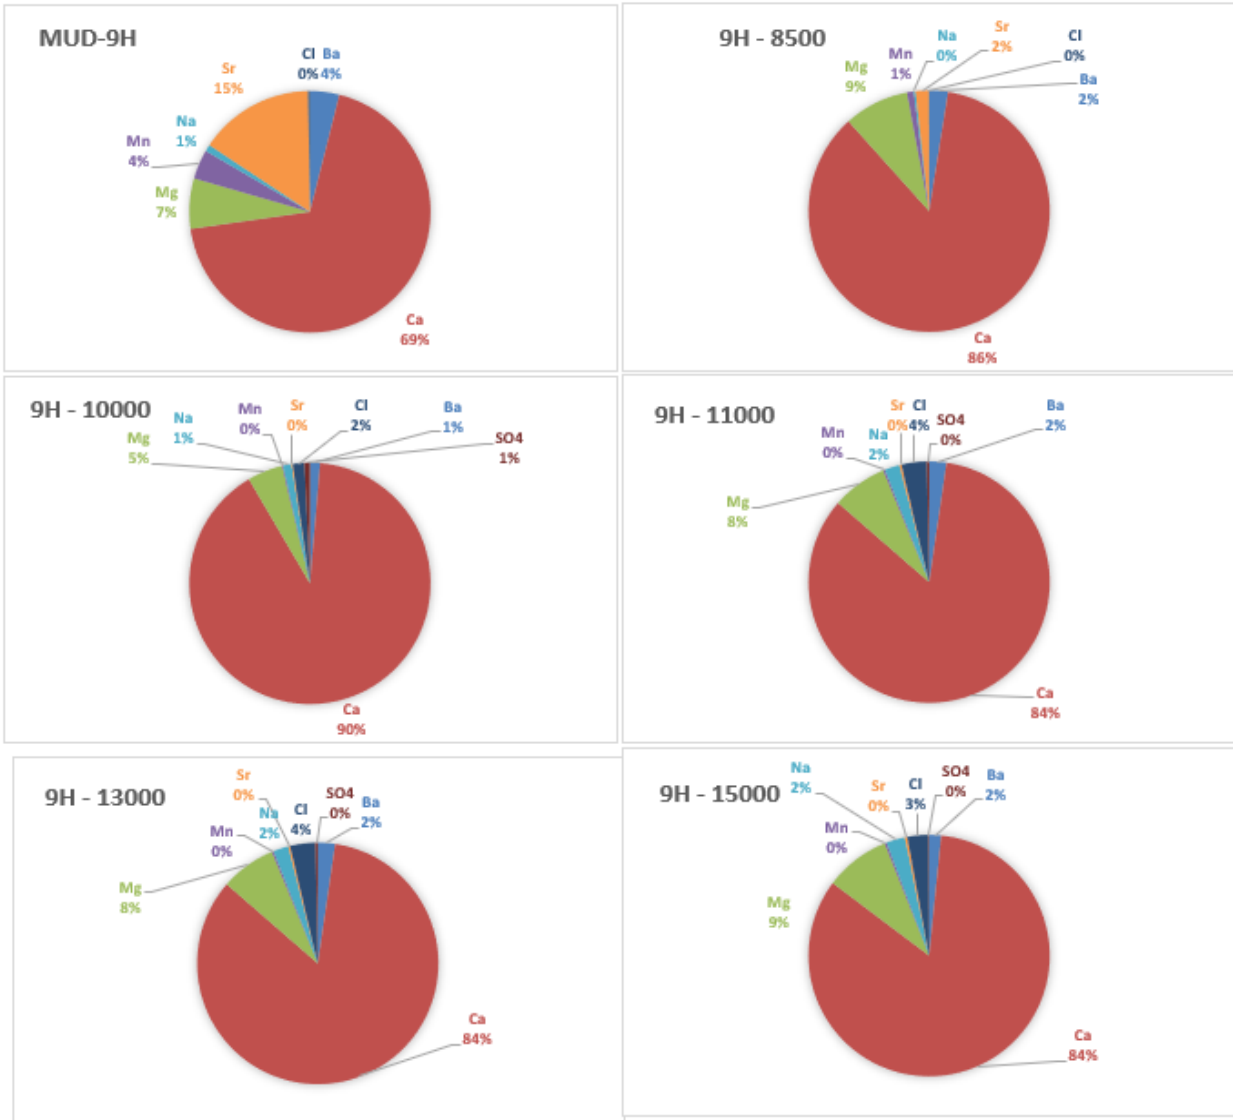 MUD-9H
Cl
0%
Ba
4%
Sr
15%
Na
1%
Mn
4%
Mg
7%
Ca
69%
9H - 8500
Sr
2%
Na
0%
Cl
0%
Mn
1%
Mg
9%
Ba
2%
Ca
86%
9H - 10000
Mn
0%
Sr
0%
Cl
2%
Ba
1%
Na
1%
Mg
5%
SO4
1%
Ca
90%
9H - 11000
Sr
0%
Cl
4%
SO4
0%
Ba
2%
Mn
0%
Na
2%
Mg
8%
Ca
84%
9H - 13000
Sr
0%
Na
2%
Cl
4%
SO4
0%
Ba
2%
Mn
0%
Mg
8%
Ca
84%
9H - 15000
Na
2%
Sr
0%
Cl
3%
SO4
0%
Ba
2%
Mn
0%
Mg
9%
Ca
84%